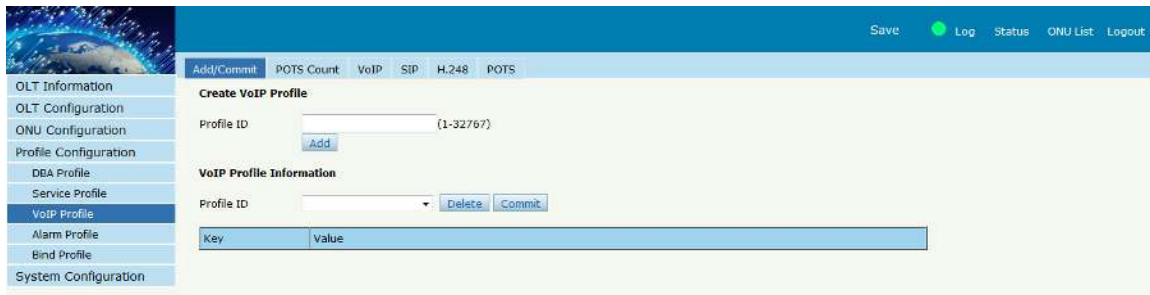 Save Log Status ONU List Logout
Add/Commit POTS Count VoIP SIP H.248 POTS
OLT Information
OLT Configuration
ONU Configuration
Profile Configuration
DBA Profile
Service Profile
VoIP Profile
Alarm Profile
Bind Profile
System Configuration
Create VoIP Profile
Profile ID (1-32767)
Add
VoIP Profile Information
Profile ID Delete Commit
Key Value